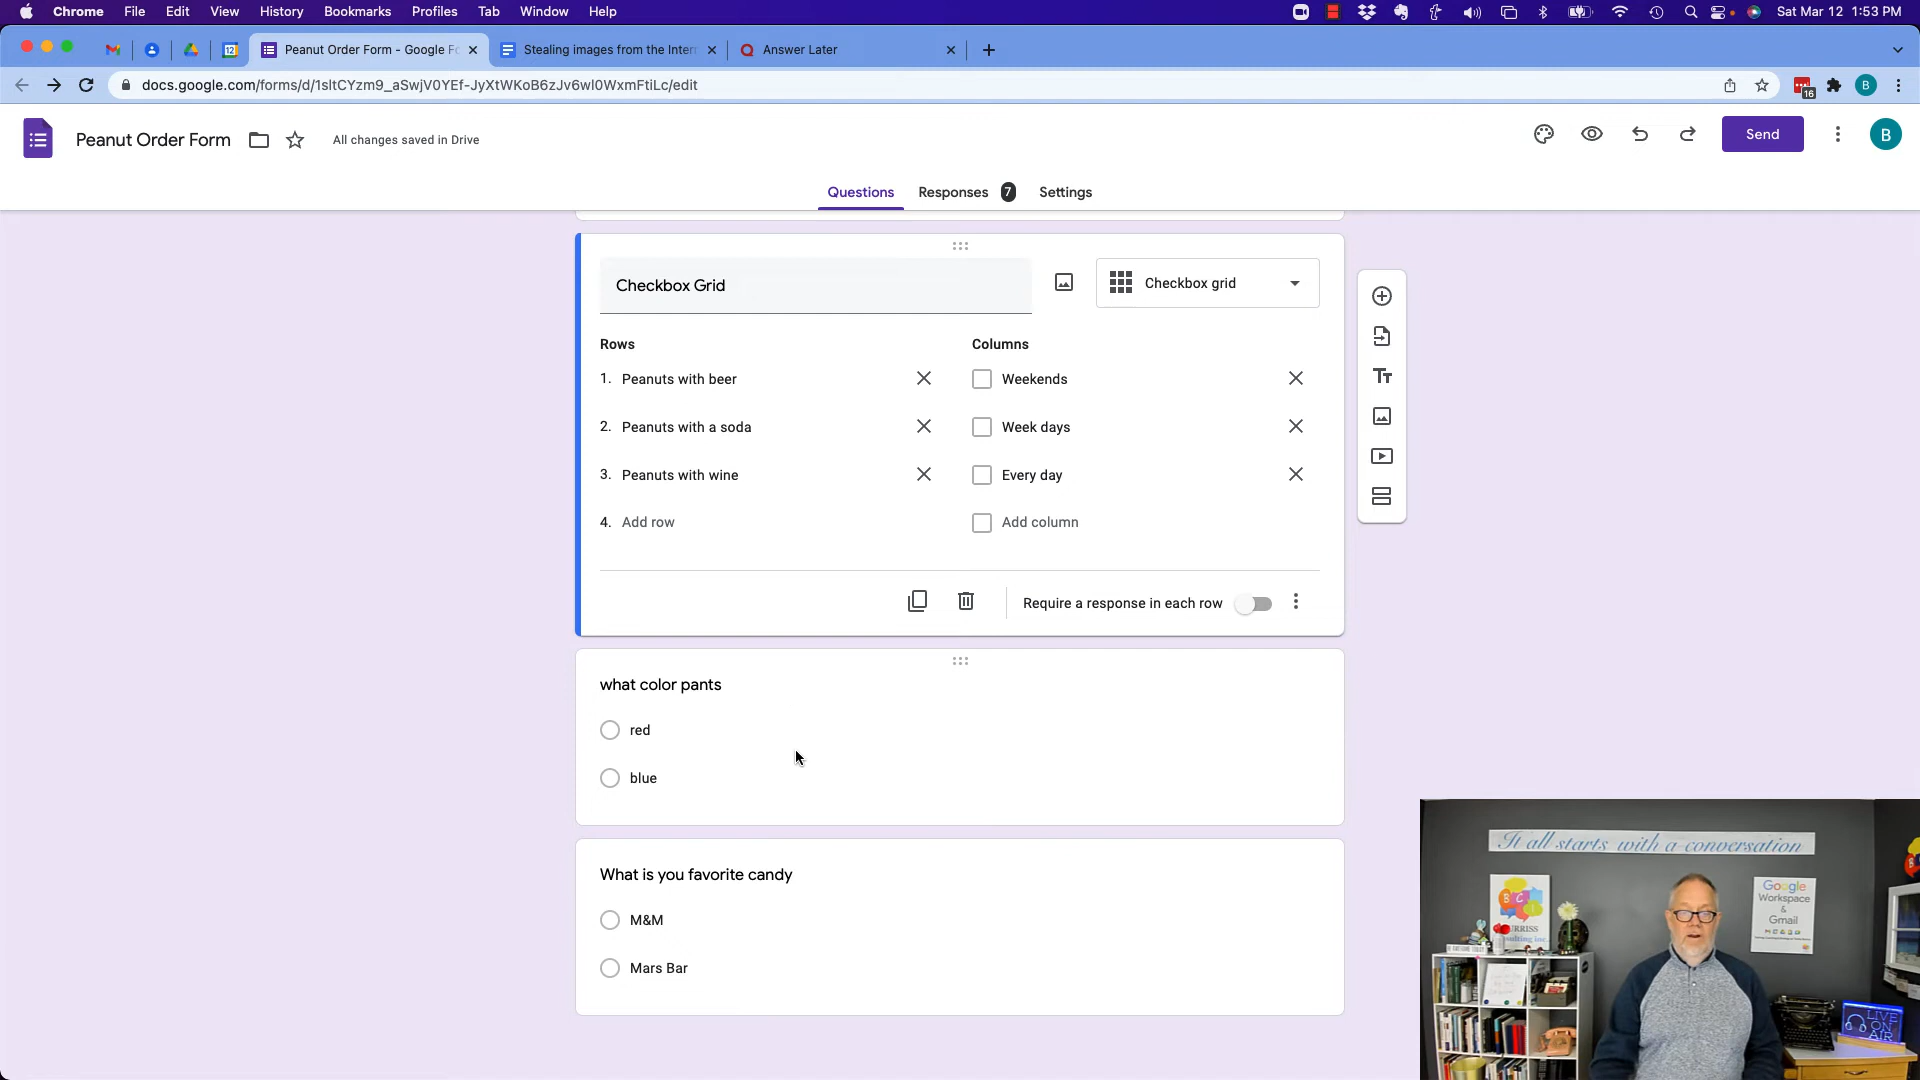 Chrome File Edit View History Bookmarks Profiles Tab Window Help Sat Mar 12 1:53 PM
12 Peanut Order Form - Google Fo Stealing images from the Inter Answer Later
docs.google.com/forms/d/1sltCYzm9_aSwjV0YEf-JyXtWKoB6zJv6wl0WxmFtiLc/edit 16 B
Peanut Order Form All changes saved in Drive Send B
Questions Responses 7 Settings
Checkbox Grid Checkbox grid
Rows Columns
1. Peanuts with beer Weekends
2. Peanuts with a soda Week days
3. Peanuts with wine Every day
4. Add row Add column
Require a response in each row
what color pants
red
blue
What is you favorite candy
M&M
Mars Bar
It all starts with a conversation
Google
Workspace
&
Gmail
B C I
LIVE
ON
AIR